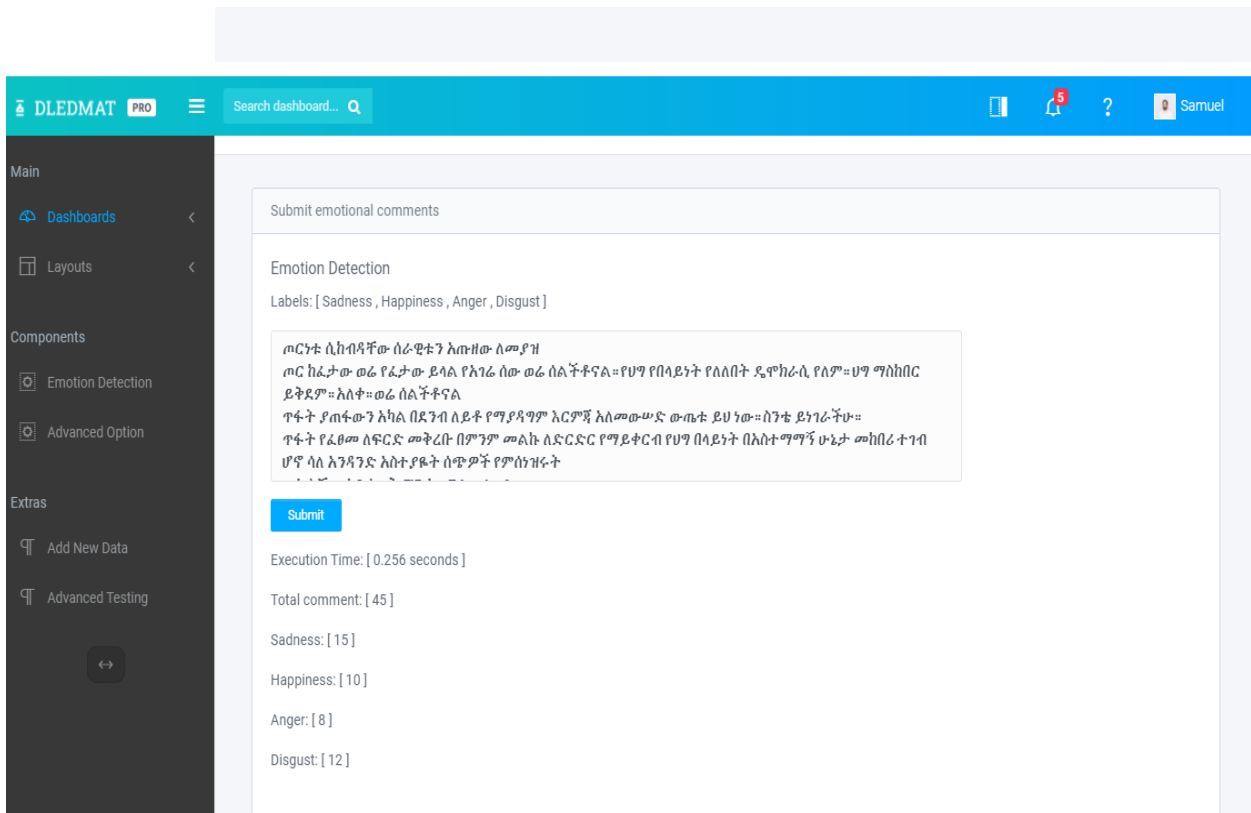 DLEDMAT PRO
Search dashboard...
5
?
Samuel
Main
Dashboards
Layouts
Components
Emotion Detection
Advanced Option
Extras
Add New Data
Advanced Testing
Submit emotional comments
Emotion Detection
Labels: [ Sadness , Happiness , Anger , Disgust ]
ጦርነቱ ሲከብዳቸው ሰራዊቱን አጡዘው ለመያዝ
ጦር ከፈታው ወሬ የፈታው ይሳል የአገሬ ሰው ወሬ ሰልችቶናል።የህግ የበላይነት የለለበት ዴሞክራሲ የለም።ህግ ማስከበር
ይቅደም።አለቀ።ወሬ ሰልችቶናል
ጥፋት ያጠፋውን አካል በደንብ ለይቶ የማያዳግም እርምጃ አለመውሠድ ውጤቱ ይህ ነው።ስንቴ ይነገራችሁ።
ጥፋት የፈፀመ ለፍርድ መቅረቡ በምንም መልኩ ለድርድር የማይቀርብ የህግ በላይነት በአስተማማኝ ሁኔታ መከበሪ ተገብ
ሆኖ ሳለ አንዳንድ አስተያዬት ሰጭዎች የምሰነዝሩት
Submit
Execution Time: [ 0.256 seconds ]
Total comment: [ 45 ]
Sadness: [ 15 ]
Happiness: [ 10 ]
Anger: [ 8 ]
Disgust: [ 12 ]